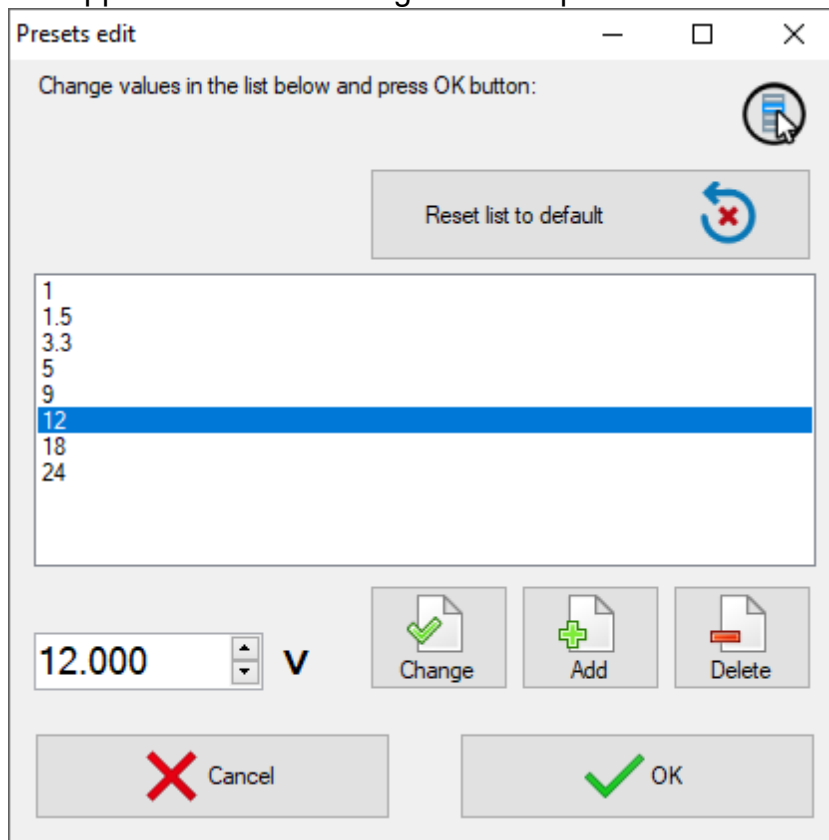 Presets edit
Change values in the list below and press OK button:
Reset list to default
1
1.5
3.3
5
9
12
18
24
12.000 V
Change Add Delete
Cancel OK